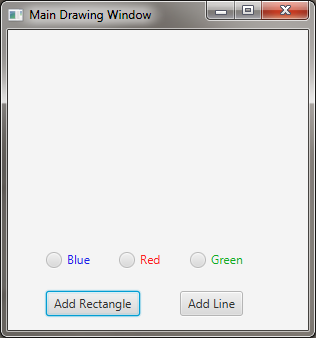 Main Drawing Window
Blue Red Green
Add Rectangle Add Line